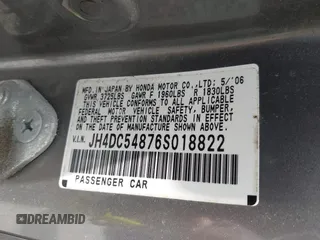 MFD. IN JAPAN BY HONDA MOTOR CO., LTD: 5/'06
GVWR 3725LBS GAWR F 1960LBS R 1830LBS
THIS VEHICLE CONFORMS TO ALL APPLICABLE
FEDERAL MOTOR VEHICLE SAFETY, BUMPER,
AND THEFT PREVENTION STANDARDS IN EFFECT
ON THE DATE OF MANUFACTURE SHOWN ABOVE.
V.I.N. JH4DC54876S018822
PASSENGER CAR
DREAMBID